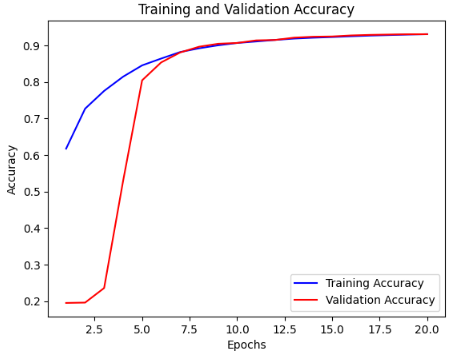 Training and Validation Accuracy
Accuracy
0.9
0.8
0.7
0.6
0.5
0.4
0.3
0.2
Training Accuracy
Validation Accuracy
2.5 5.0 7.5 10.0 12.5 15.0 17.5 20.0
Epochs